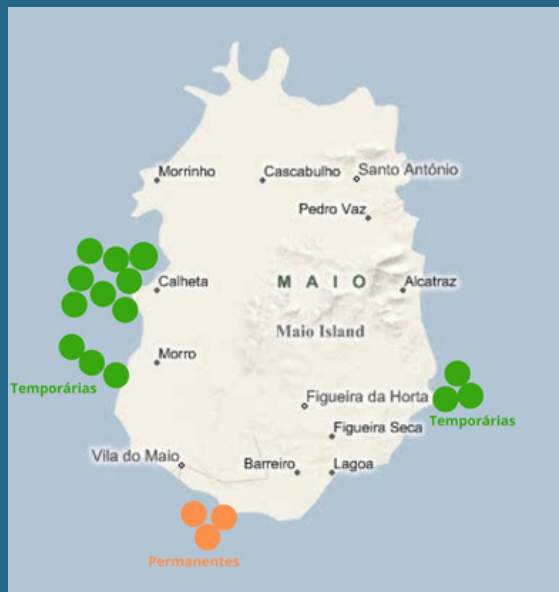 Morrinho
Cascabulho
Santo António
Pedro Vaz
Calheta
M A I O
Alcatraz
Maio Island
Morro
Temporárias
Figueira da Horta
Temporárias
Figueira Seca
Vila do Maio
Barreiro
Lagoa
Permanentes